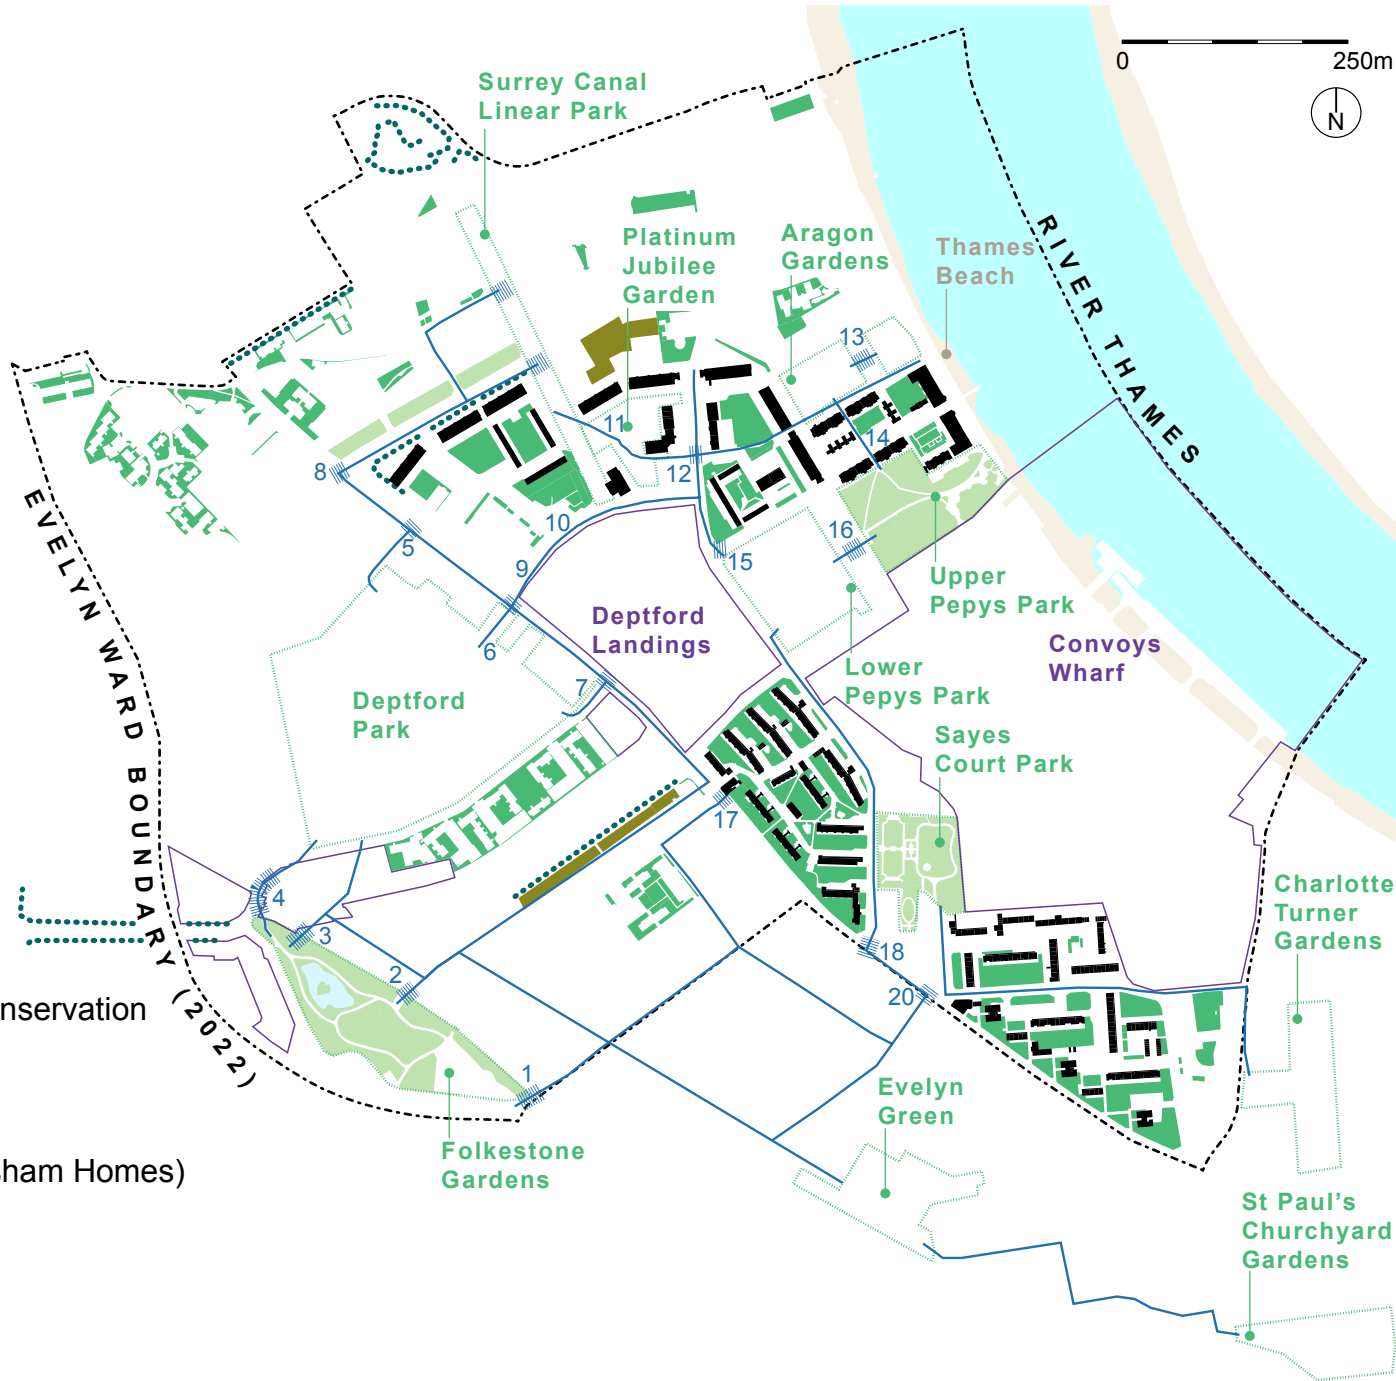 0
250m
N
Surrey Canal
Linear Park
Platinum
Jubilee
Garden
Aragon
Gardens
Thames
Beach
RIVER THAMES
13
11
14
12
8
10
5
16
15
9
Upper
Pepys Park
Deptford
Landings
6
Convoys
Wharf
Lower
Pepys Park
7
Deptford
Park
Sayes
Court Park
EVELYN WARD BOUNDARY (2022)
17
Charlotte
Turner
Gardens
4
3
18
2
20
nservation
1
Evelyn
Green
Folkestone
Gardens
sham Homes)
St Paul’s
Churchyard
Gardens